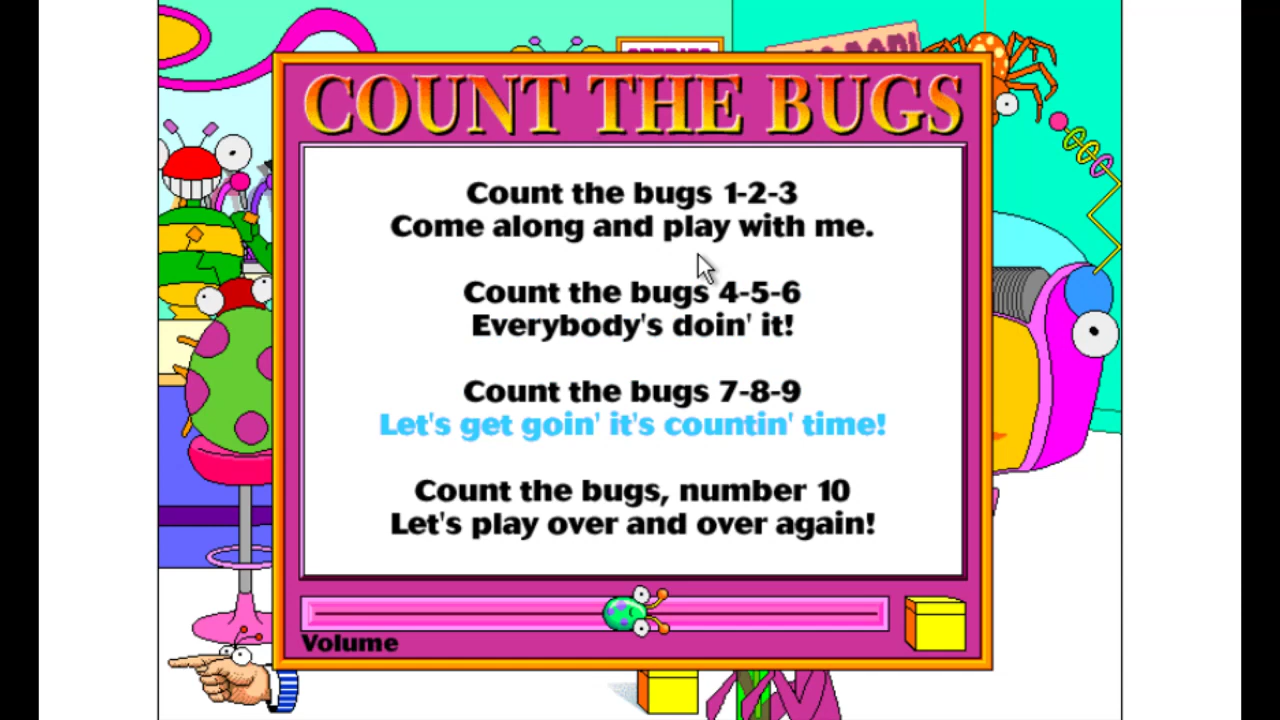 COUNT THE BUGS
Count the bugs 1-2-3
Come along and play with me.
Count the bugs 4-5-6
Everybody's doin' it!
Count the bugs 7-8-9
Let's get goin' it's countin' time!
Count the bugs, number 10
Let's play over and over again!
Volume